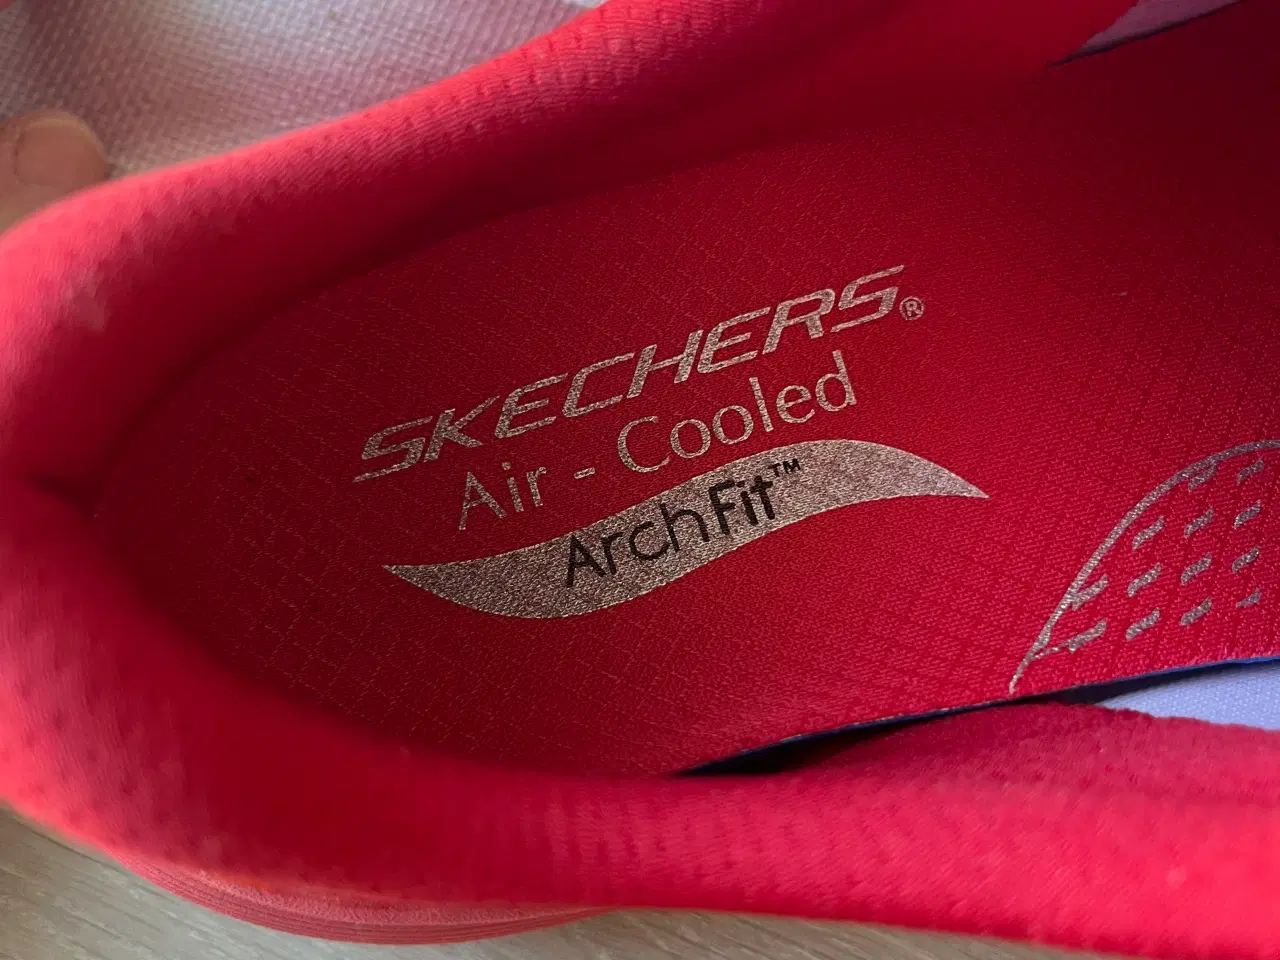 SKECHERS®
Air - Cooled
ArchFit™